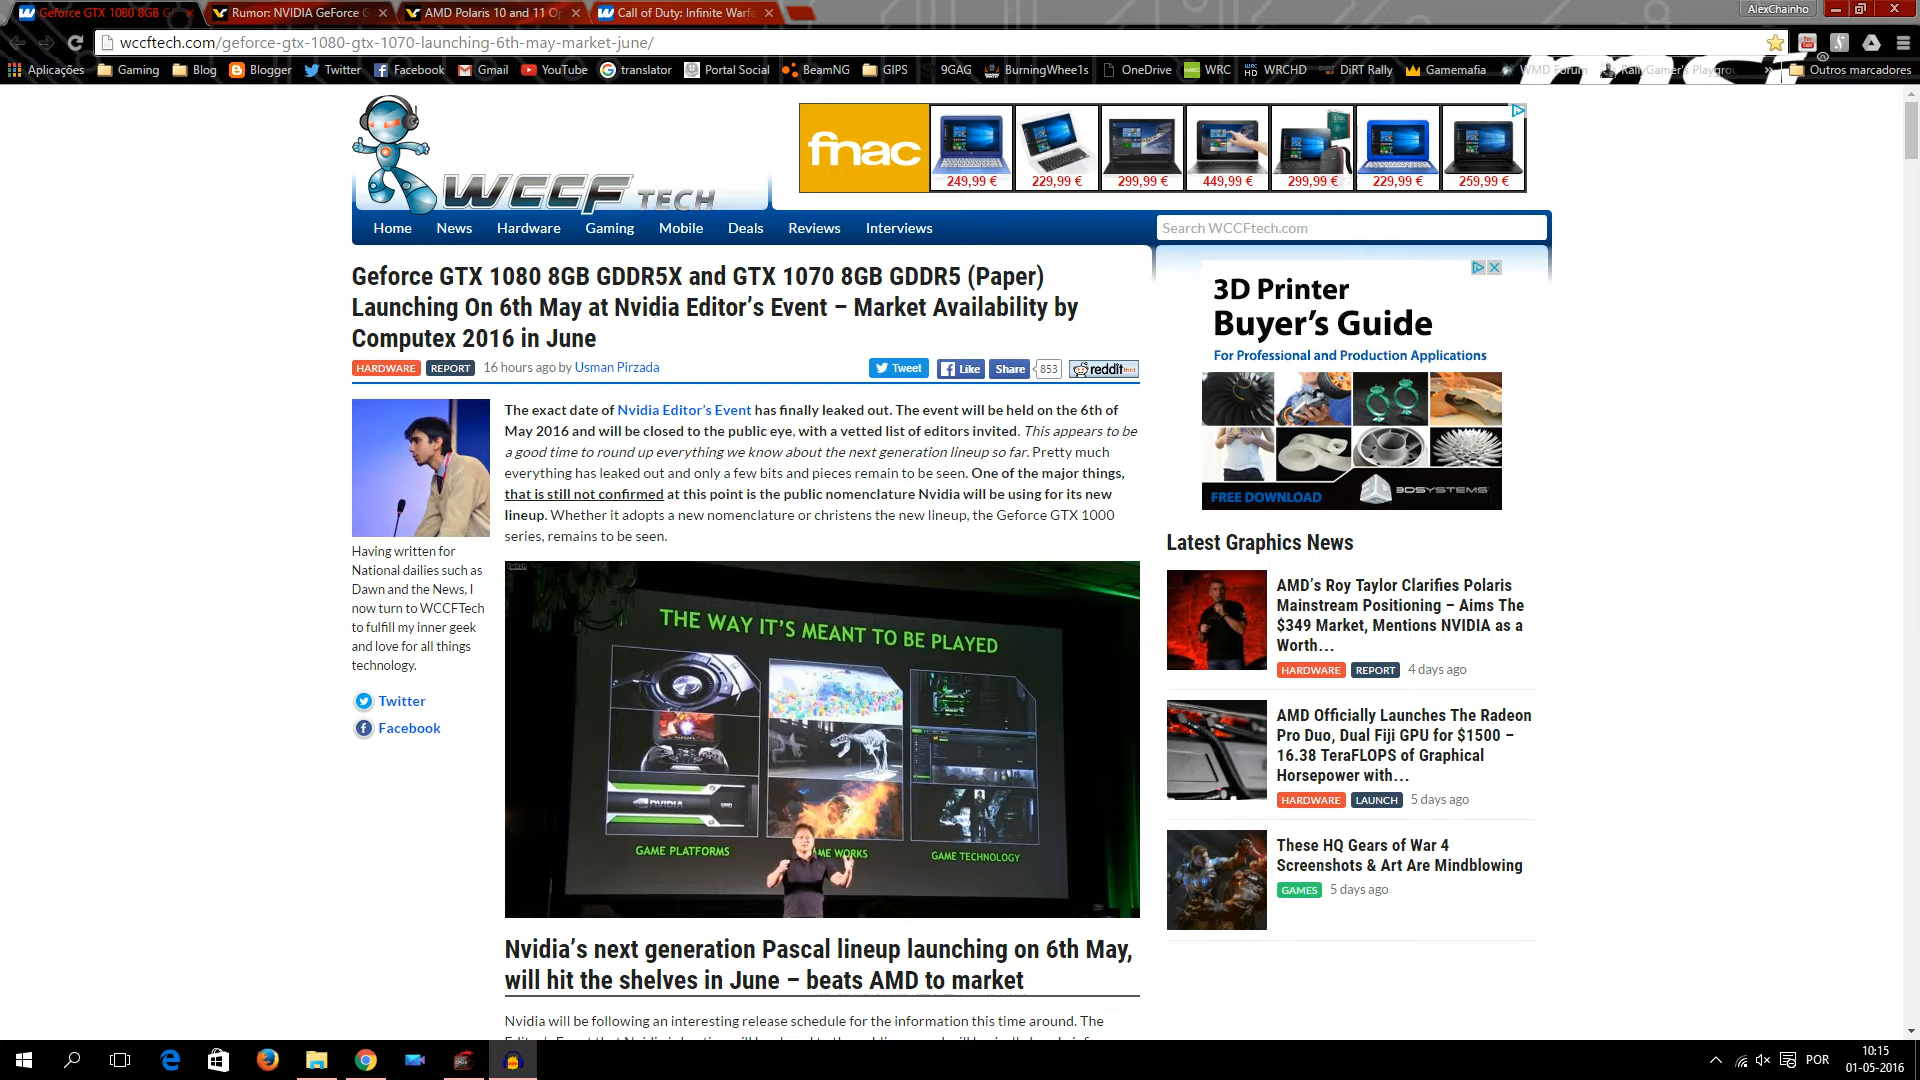 Geforce GTX 1080 8GB G
Rumor: NVIDIA GeForce G
AMD Polaris 10 and 11 O
Call of Duty: Infinite Warfa
AlexChainho
wccftech.com/geforce-gtx-1080-gtx-1070-launching-6th-may-market-june/
Aplicações
Gaming
Blog
Blogger
Twitter
Facebook
Gmail
YouTube
translator
Portal Social
BeamNG
GIPS
9GAG
BurningWhee1s
OneDrive
WRC
WRCHD
DiRT Rally
Gamemafia
WMD Forum
RallyGamer's Playgro
»
Outros marcadores
WCCF TECH
fnac
249,99 €
229,99 €
299,99 €
449,99 €
299,99 €
229,99 €
259,99 €
Home
News
Hardware
Gaming
Mobile
Deals
Reviews
Interviews
Search WCCFtech.com
Geforce GTX 1080 8GB GDDR5X and GTX 1070 8GB GDDR5 (Paper)
Launching On 6th May at Nvidia Editor’s Event – Market Availability by
Computex 2016 in June
HARDWARE
REPORT
16 hours ago by Usman Pirzada
Tweet
Like
Share
853
reddit
Having written for
National dailies such as
Dawn and the News, I
now turn to WCCFTech
to fulfill my inner geek
and love for all things
technology.
Twitter
Facebook
The exact date of Nvidia Editor’s Event has finally leaked out. The event will be held on the 6th of
May 2016 and will be closed to the public eye, with a vetted list of editors invited. This appears to be
a good time to round up everything we know about the next generation lineup so far. Pretty much
everything has leaked out and only a few bits and pieces remain to be seen. One of the major things,
that is still not confirmed at this point is the public nomenclature Nvidia will be using for its new
lineup. Whether it adopts a new nomenclature or christens the new lineup, the Geforce GTX 1000
series, remains to be seen.
THE WAY IT'S MEANT TO BE PLAYED
NVIDIA
GRID
GAME PLATFORMS
AME WORKS
GAME TECHNOLOGY
Nvidia’s next generation Pascal lineup launching on 6th May,
will hit the shelves in June – beats AMD to market
Nvidia will be following an interesting release schedule for the information this time around. The
3D Printer
Buyer's Guide
For Professional and Production Applications
FREE DOWNLOAD
3DSYSTEMS
Latest Graphics News
AMD’s Roy Taylor Clarifies Polaris
Mainstream Positioning – Aims The
$349 Market, Mentions NVIDIA as a
Worth...
HARDWARE
REPORT
4 days ago
AMD Officially Launches The Radeon
Pro Duo, Dual Fiji GPU for $1500 –
16.38 TeraFLOPS of Graphical
Horsepower with...
HARDWARE
LAUNCH
5 days ago
These HQ Gears of War 4
Screenshots & Art Are Mindblowing
GAMES
5 days ago
POR
10:15
01-05-2016